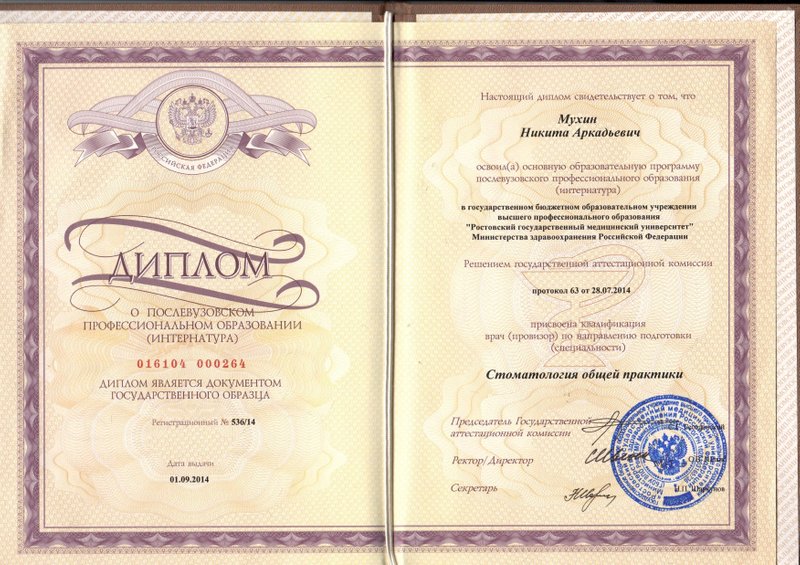 РОССИЙСКАЯ ФЕДЕРАЦИЯ
ДИПЛОМ
О ПОСЛЕВУЗОВСКОМ
ПРОФЕССИОНАЛЬНОМ ОБРАЗОВАНИИ
(ИНТЕРНАТУРА)
016104 000264
ДИПЛОМ ЯВЛЯЕТСЯ ДОКУМЕНТОМ
ГОСУДАРСТВЕННОГО ОБРАЗЦА
Регистрационный № 536/14
Дата выдачи
01.09.2014
Настоящий диплом свидетельствует о том, что
Мухин
Никита Аркадьевич
освоил(а) основную образовательную программу
послевузовского профессионального образования
(интернатура)
в государственном бюджетном образовательном учреждении
высшего профессионального образования
"Ростовский государственный медицинский университет"
Министерства здравоохранения Российской Федерации
Решением государственной аттестационной комиссии
протокол 63 от 28.07.2014
присвоена квалификация
врач (провизор) по направлению подготовки
(специальности)
Стоматология общей практики
Председатель Государственной
аттестационной комиссии
Ректор/Директор
Секретарь